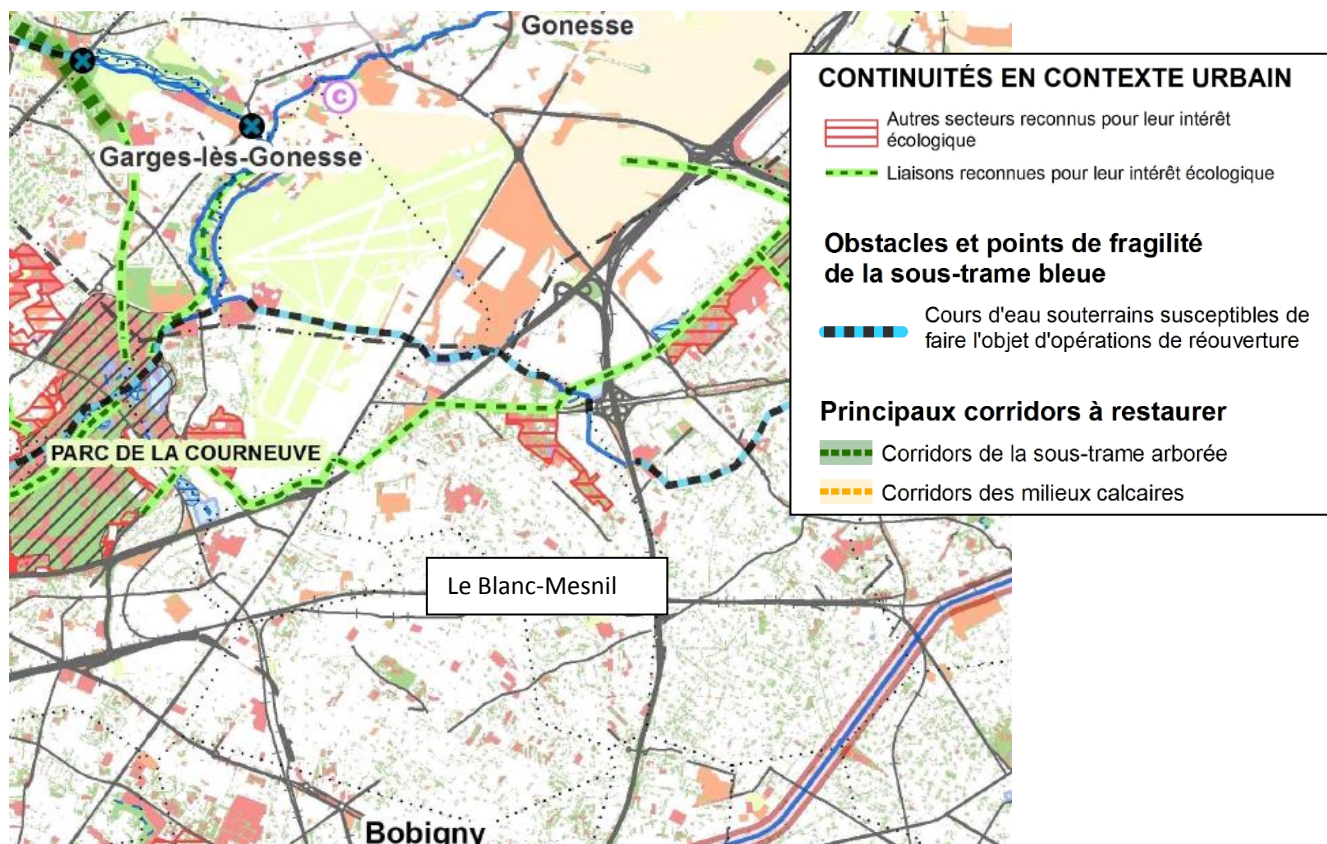 Gonesse
C
Garges-lès-Gonesse
PARC DE LA COURNEUVE
Le Blanc-Mesnil
Bobigny
CONTINUITÉS EN CONTEXTE URBAIN
Autres secteurs reconnus pour leur intérêt
écologique
Liaisons reconnues pour leur intérêt écologique
Obstacles et points de fragilité
de la sous-trame bleue
Cours d'eau souterrains susceptibles de
faire l'objet d'opérations de réouverture
Principaux corridors à restaurer
Corridors de la sous-trame arborée
Corridors des milieux calcaires